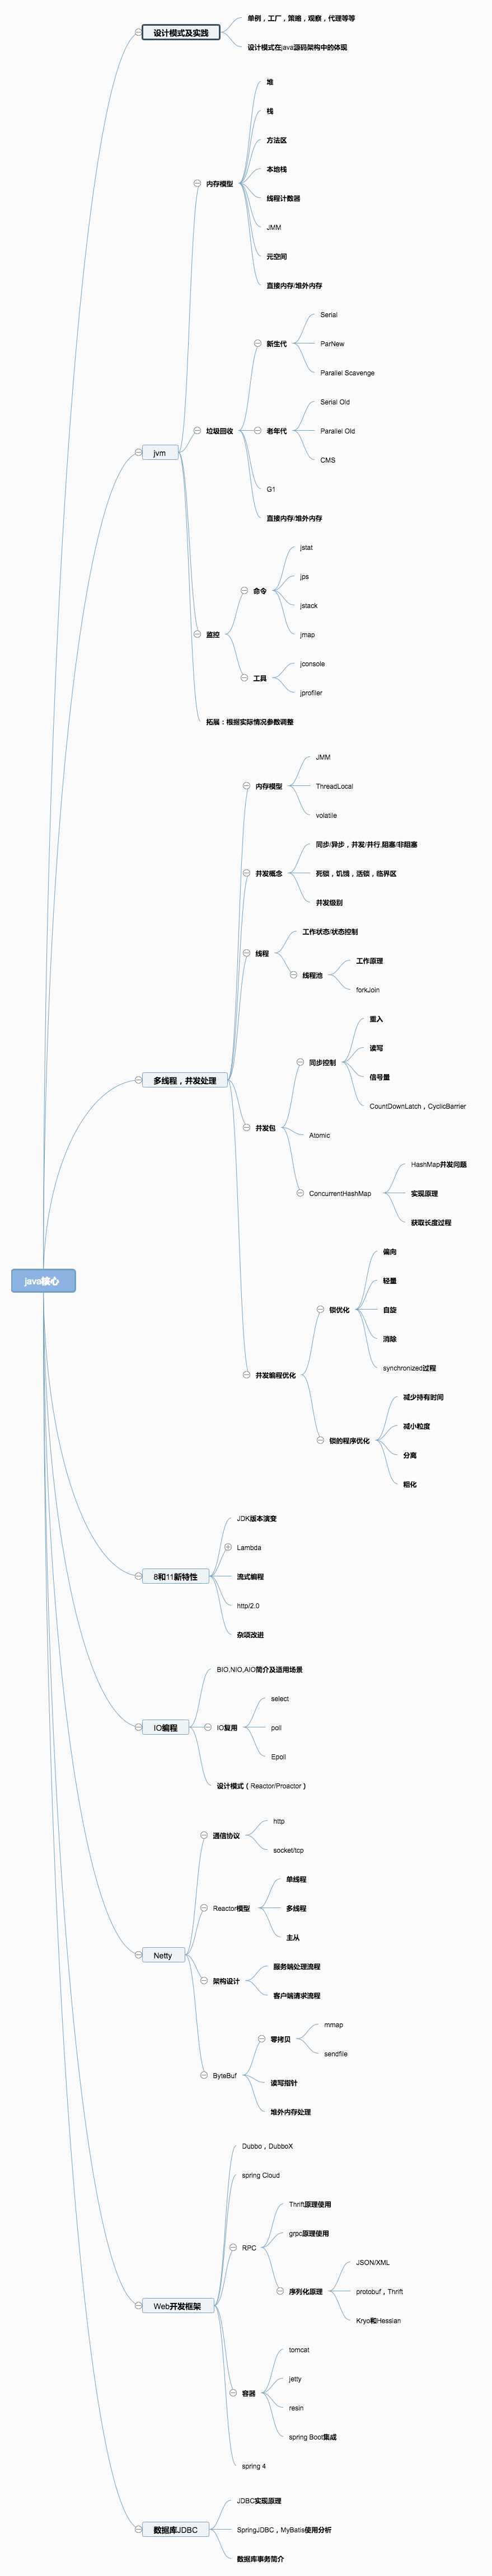 单例，工厂，策略，观察，代理等等
设计模式及实践
设计模式在java源码架构中的体现
堆
栈
方法区
本地栈
内存模型
线程计数器
JMM
元空间
直接内存/堆外内存
Serial
新生代
ParNew
Parallel Scavenge
Serial Old
垃圾回收
老年代
Parallel Old
jvm
CMS
G1
直接内存/堆外内存
jstat
jps
命令
jstack
监控
jmap
jconsole
工具
jprofiler
拓展：根据实际情况参数调整
JMM
内存模型
ThreadLocal
volatile
同步/异步，并发/并行,阻塞/非阻塞
并发概念
死锁，饥饿，活锁，临界区
并发级别
工作状态/状态控制
线程
工作原理
线程池
forkJoin
重入
读写
同步控制
信号量
多线程，并发处理
CountDownLatch，CyclicBarrier
并发包
Atomic
HashMap并发问题
ConcurrentHashMap
实现原理
获取长度过程
偏向
java核心
轻量
锁优化
自旋
消除
synchronized过程
并发编程优化
减少持有时间
减小粒度
锁的程序优化
分离
粗化
JDK版本演变
Lambda
8和11新特性
流式编程
http/2.0
杂项改进
BIO,NIO,AIO简介及适用场景
select
IO编程
IO复用
poll
Epoll
设计模式（Reactor/Proactor）
http
通信协议
socket/tcp
单线程
Reactor模型
多线程
主从
Netty
服务端处理流程
架构设计
客户端请求流程
mmap
零拷贝
sendfile
ByteBuf
读写指针
堆外内存处理
Dubbo，DubboX
spring Cloud
Thrift原理使用
grpc原理使用
RPC
JSON/XML
序列化原理
protobuf，Thrift
Web开发框架
Kryo和Hessian
tomcat
jetty
容器
resin
spring Boot集成
spring 4
JDBC实现原理
数据库JDBC
SpringJDBC，MyBatis使用分析
数据库事务简介